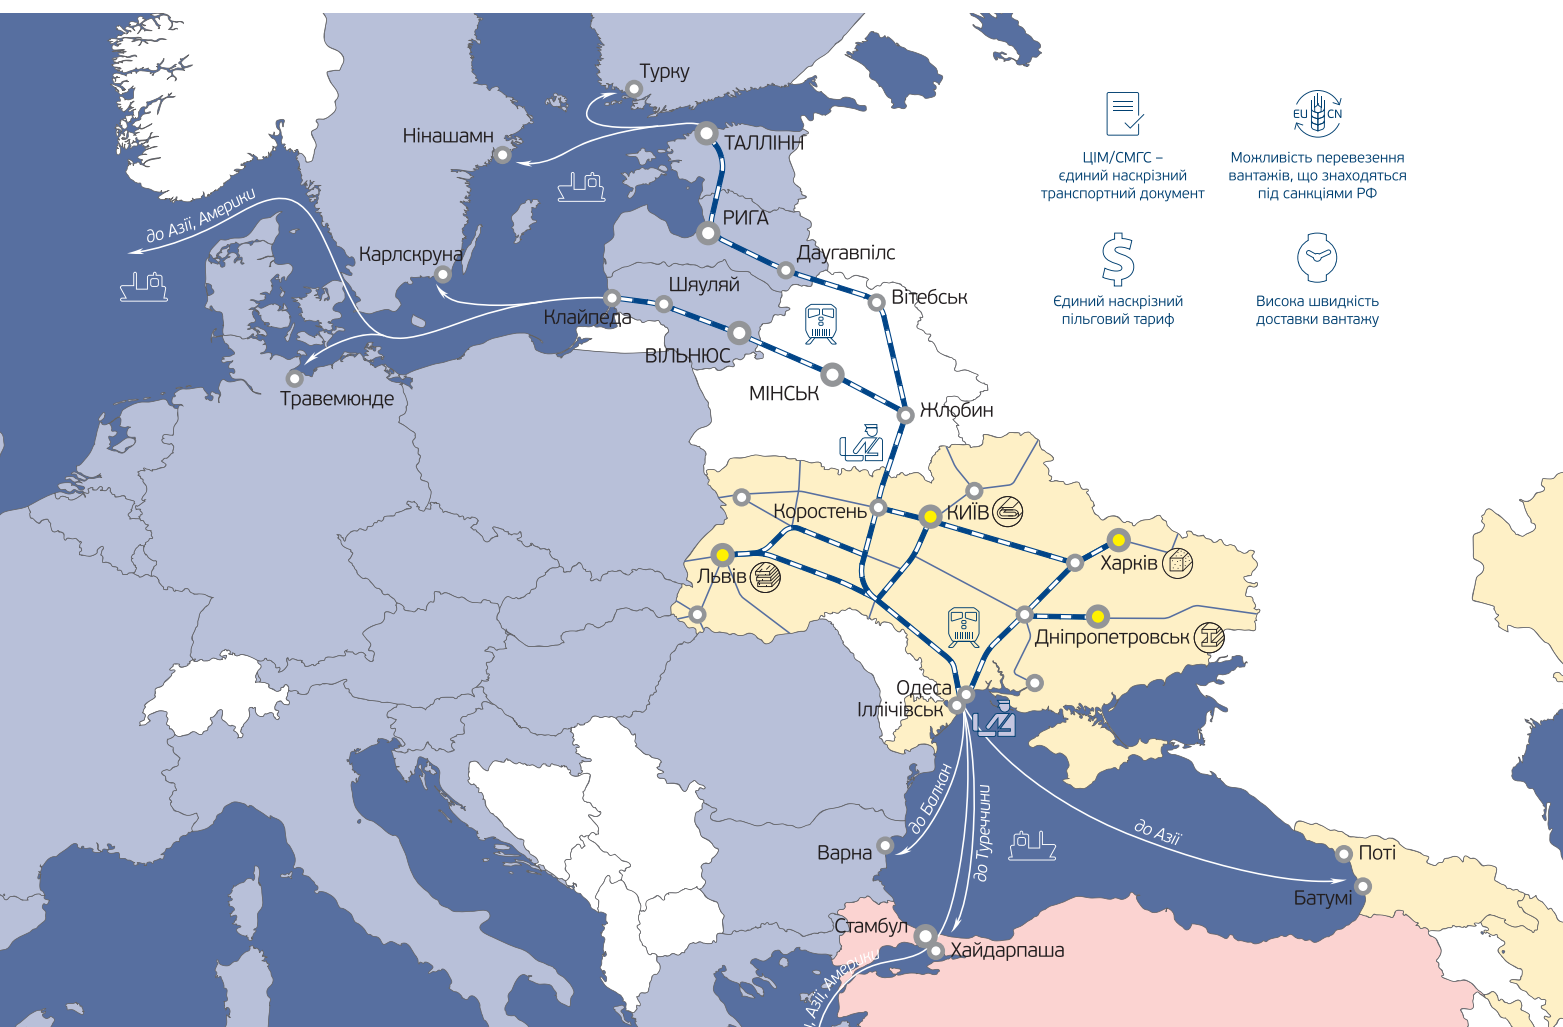 Турку
Нінашамн
ТАЛЛІНН
ЦІМ/СМГС –
єдиний наскрізний
транспортний документ
EU
CN
Можливість перевезення
вантажів, що знаходяться
під санкціями РФ
до Азії, Америки
РИГА
Карлскруна
Даугавпілс
Шяуляй
Вітебськ
Клайпеда
Єдиний наскрізний
пільговий тариф
Висока швидкість
доставки вантажу
ВІЛЬНЮС
МІНСЬК
Травемюнде
Жлобин
Коростень
КИЇВ
Львів
Харків
Дніпропетровськ
Одеса
Іллічівськ
до Балкан
до Туреччини
до Азії
Варна
Поті
Батумі
Стамбул
Хайдарпаша
Азії, Америки